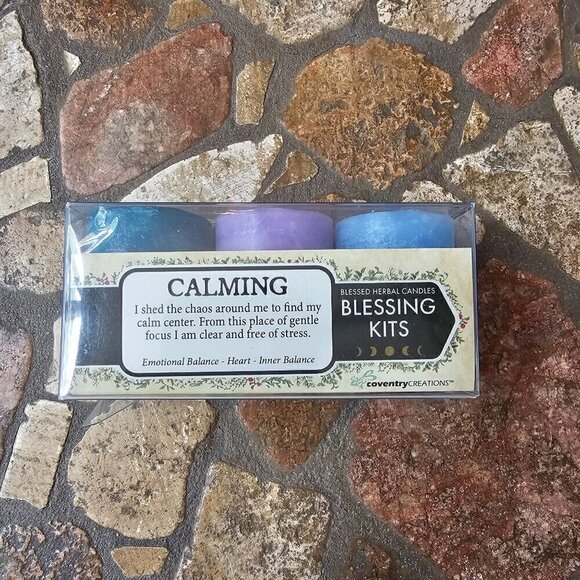 CALMING
I shed the chaos around me to find my
calm center. From this place of gentle
focus I am clear and free of stress.
Emotional Balance - Heart - Inner Balance
BLESSED HERBAL CANDLES
BLESSING
KITS
coventryCREATIONS™